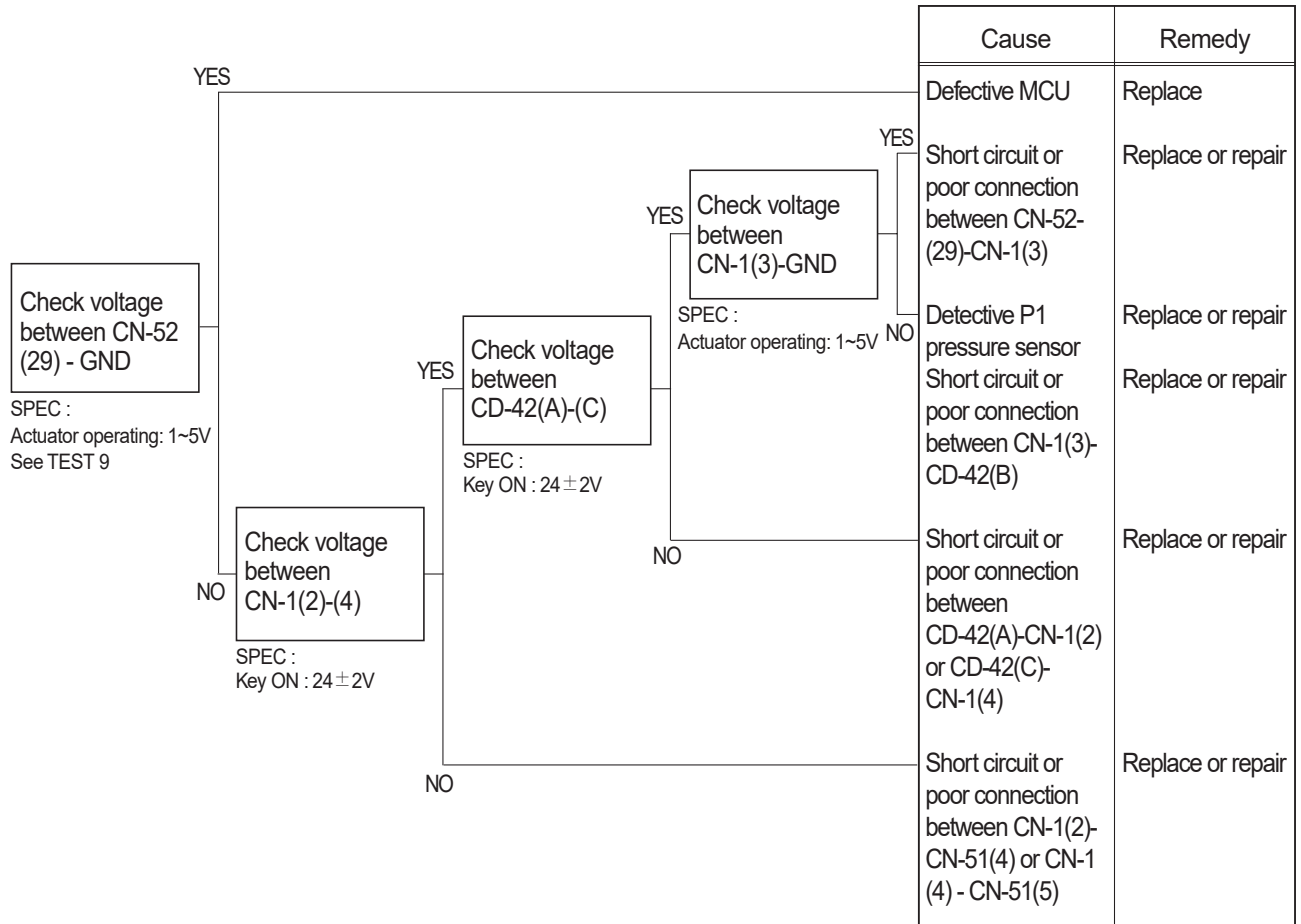 Cause
Remedy
YES
Defective MCU
Replace
YES
Short circuit or
poor connection
between CN-52-
(29)-CN-1(3)
Replace or repair
YES
Check voltage
between
CN-1(3)-GND
SPEC :
Actuator operating: 1~5V
NO
Detective P1
pressure sensor
Replace or repair
Short circuit or
poor connection
between CN-1(3)-
CD-42(B)
Replace or repair
Check voltage
between CN-52
(29) - GND
SPEC :
Actuator operating: 1~5V
See TEST 9
YES
Check voltage
between
CD-42(A)-(C)
SPEC :
Key ON : 24±2V
NO
Short circuit or
poor connection
between
CD-42(A)-CN-1(2)
or CD-42(C)-
CN-1(4)
Replace or repair
NO
Check voltage
between
CN-1(2)-(4)
SPEC :
Key ON : 24±2V
NO
Short circuit or
poor connection
between CN-1(2)-
CN-51(4) or CN-1
(4) - CN-51(5)
Replace or repair